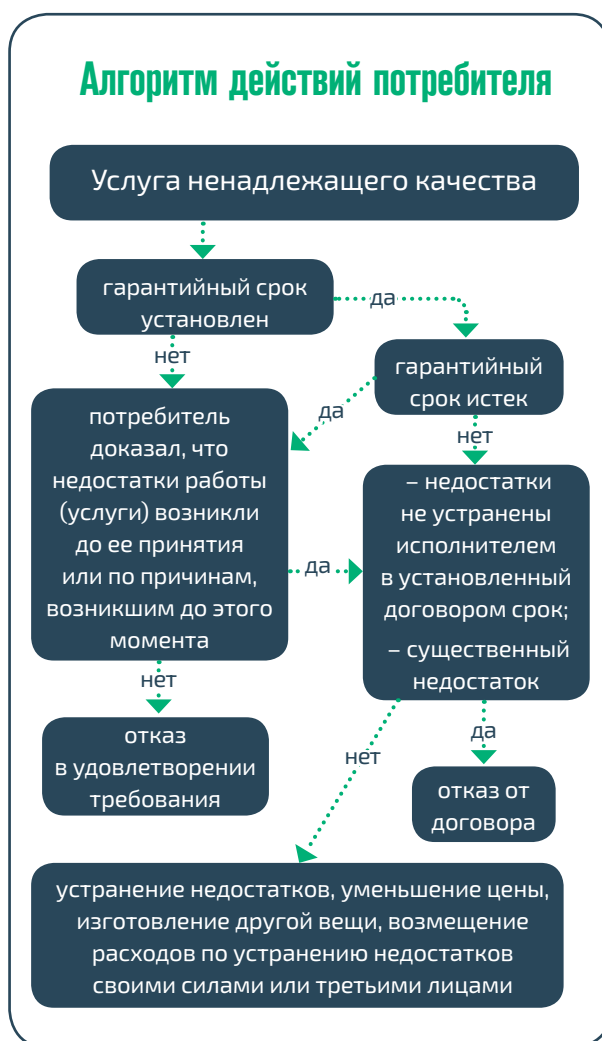 Алгоритм действий потребителя
Услуга ненадлежащего качества
гарантийный срок
установлен
да
нет
гарантийный
срок истек
да
нет
потребитель
доказал, что
недостатки работы
(услуги) возникли
до ее принятия
или по причинам,
возникшим до этого
момента
да
– недостатки
не устранены
исполнителем
в установленный
договором срок;
– существенный
недостаток
нет
отказ
в удовлетворении
требования
да
нет
отказ от
договора
устранение недостатков, уменьшение цены,
изготовление другой вещи, возмещение
расходов по устранению недостатков
своими силами или третьими лицами